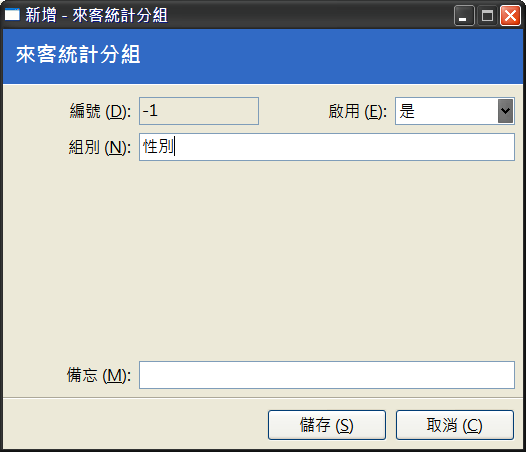 新增 - 來客統計分組
來客統計分組
編號 (D): -1 啟用 (E): 是
組別 (N): 性別
備忘 (M):
儲存 (S) 取消 (C)